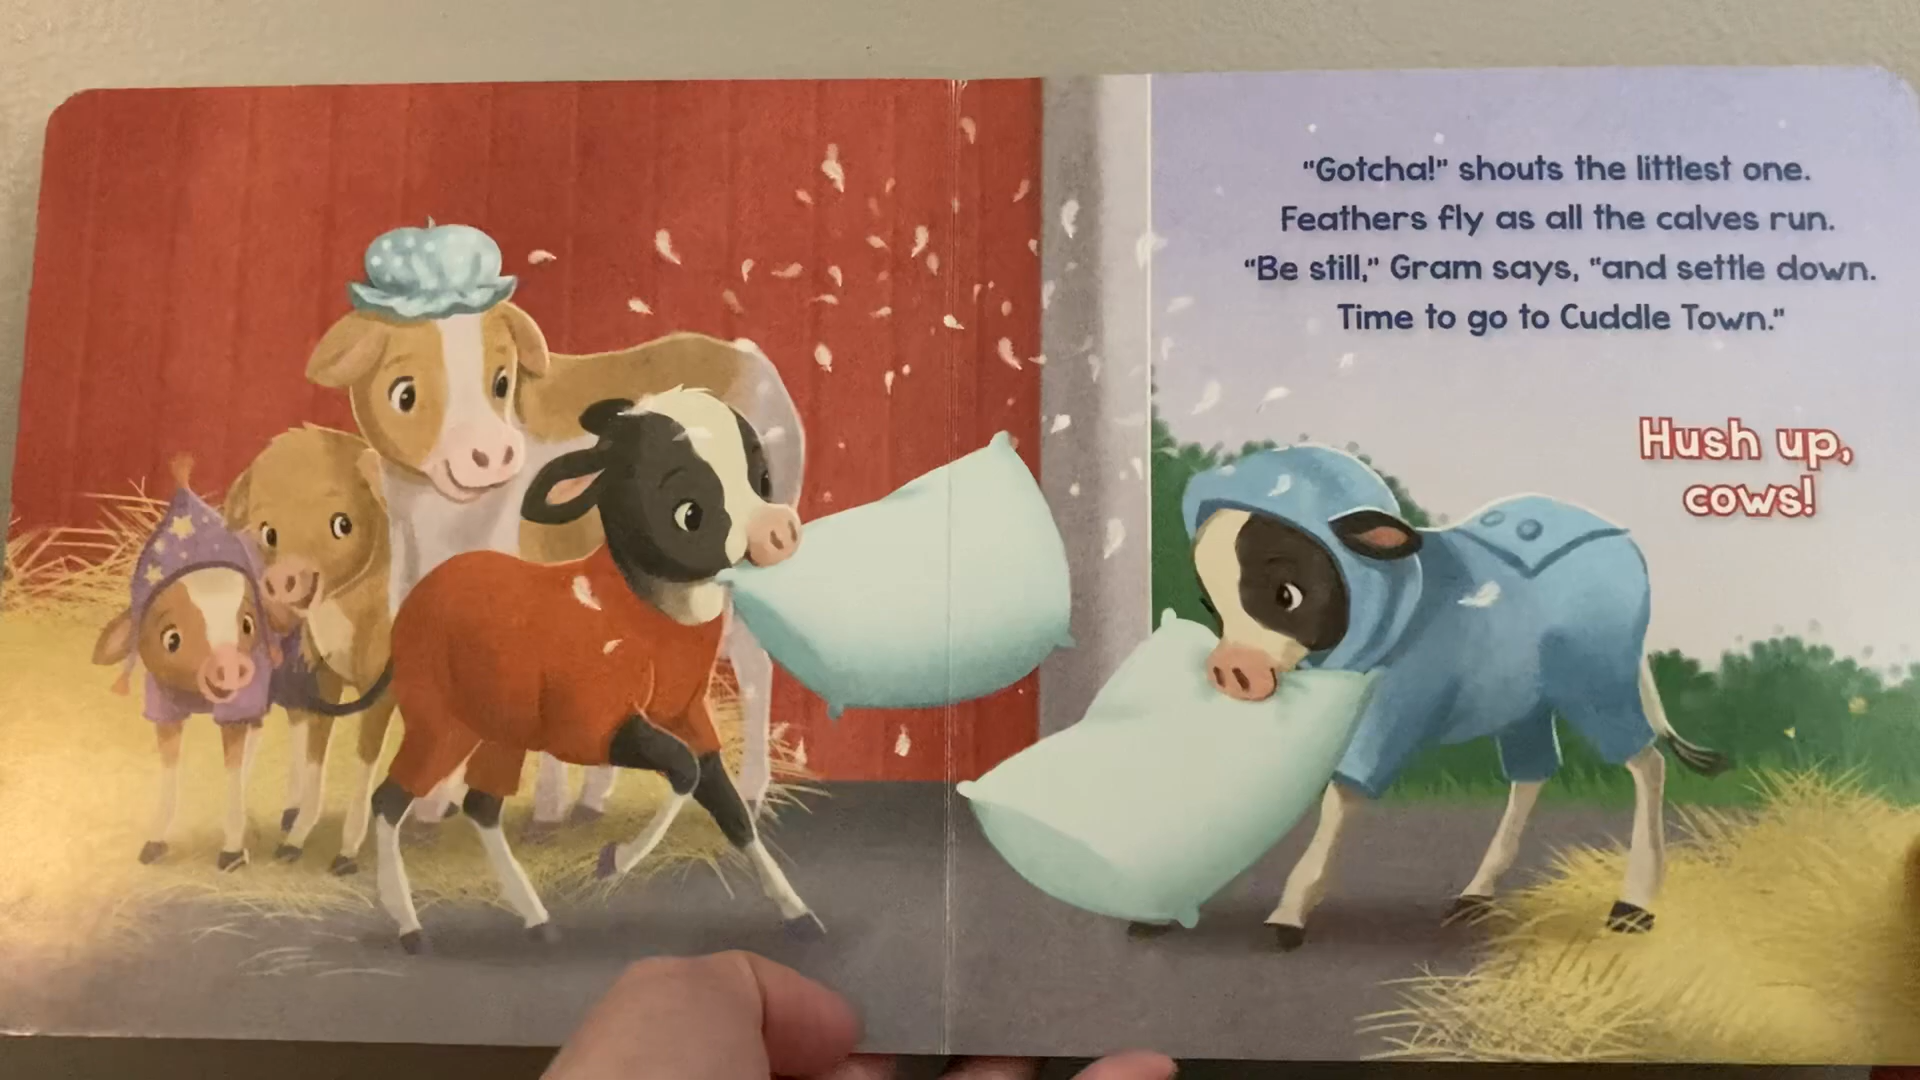 “Gotcha!” shouts the littlest one.
Feathers fly as all the calves run.
“Be still,” Gram says, “and settle down.
Time to go to Cuddle Town.”
Hush up,
cows!